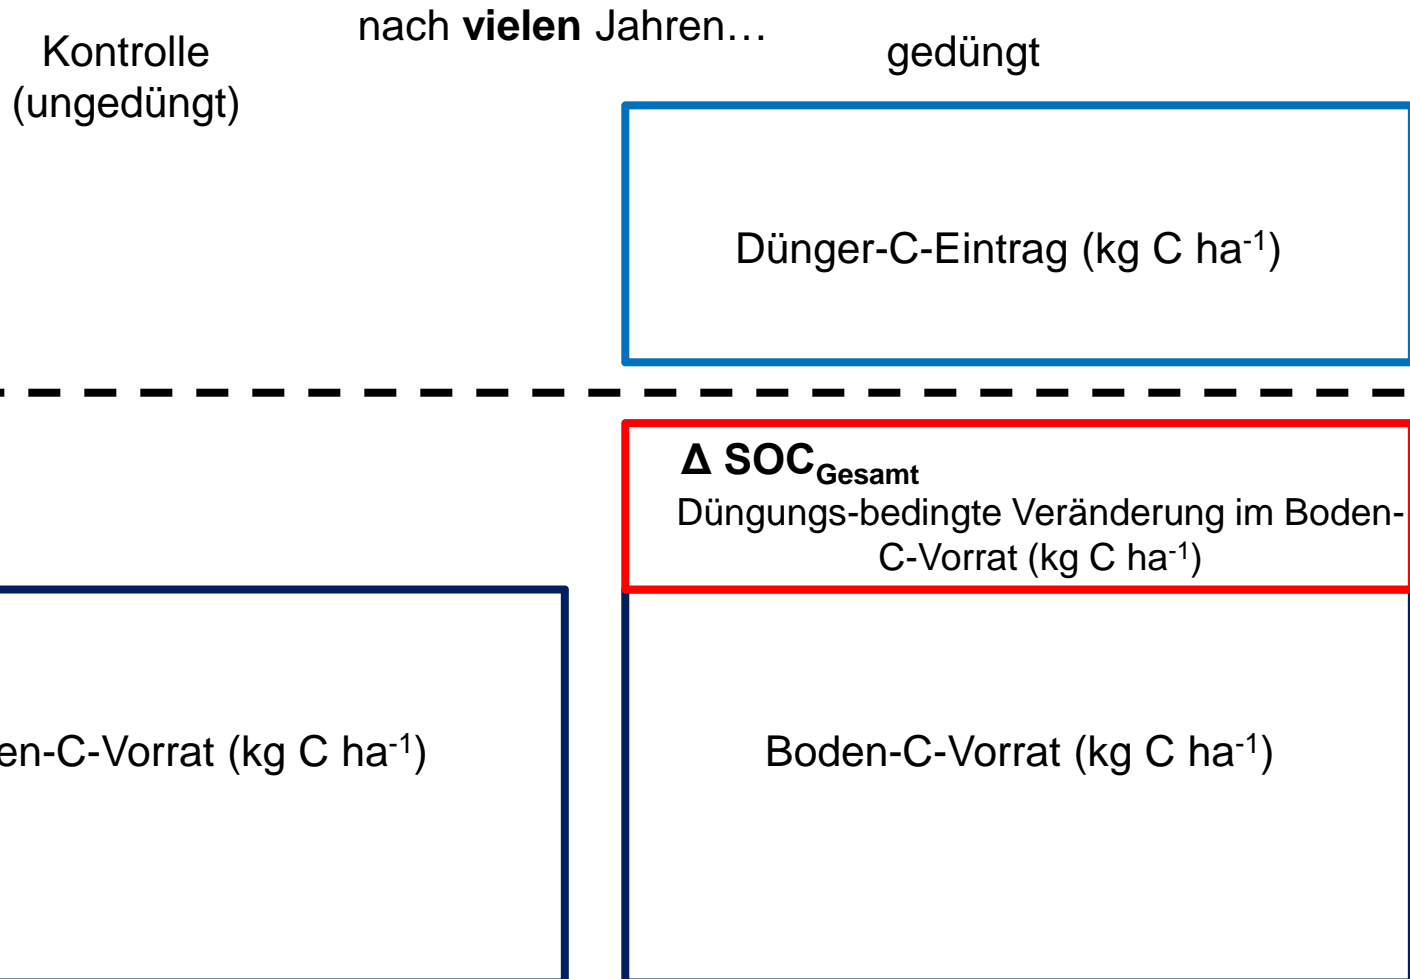 nach vielen Jahren…
Kontrolle
(ungedüngt)
gedüngt
Dünger-C-Eintrag (kg C ha-1)
Δ SOCGesamt
Düngungs-bedingte Veränderung im Boden-
C-Vorrat (kg C ha-1)
en-C-Vorrat (kg C ha-1)
Boden-C-Vorrat (kg C ha-1)